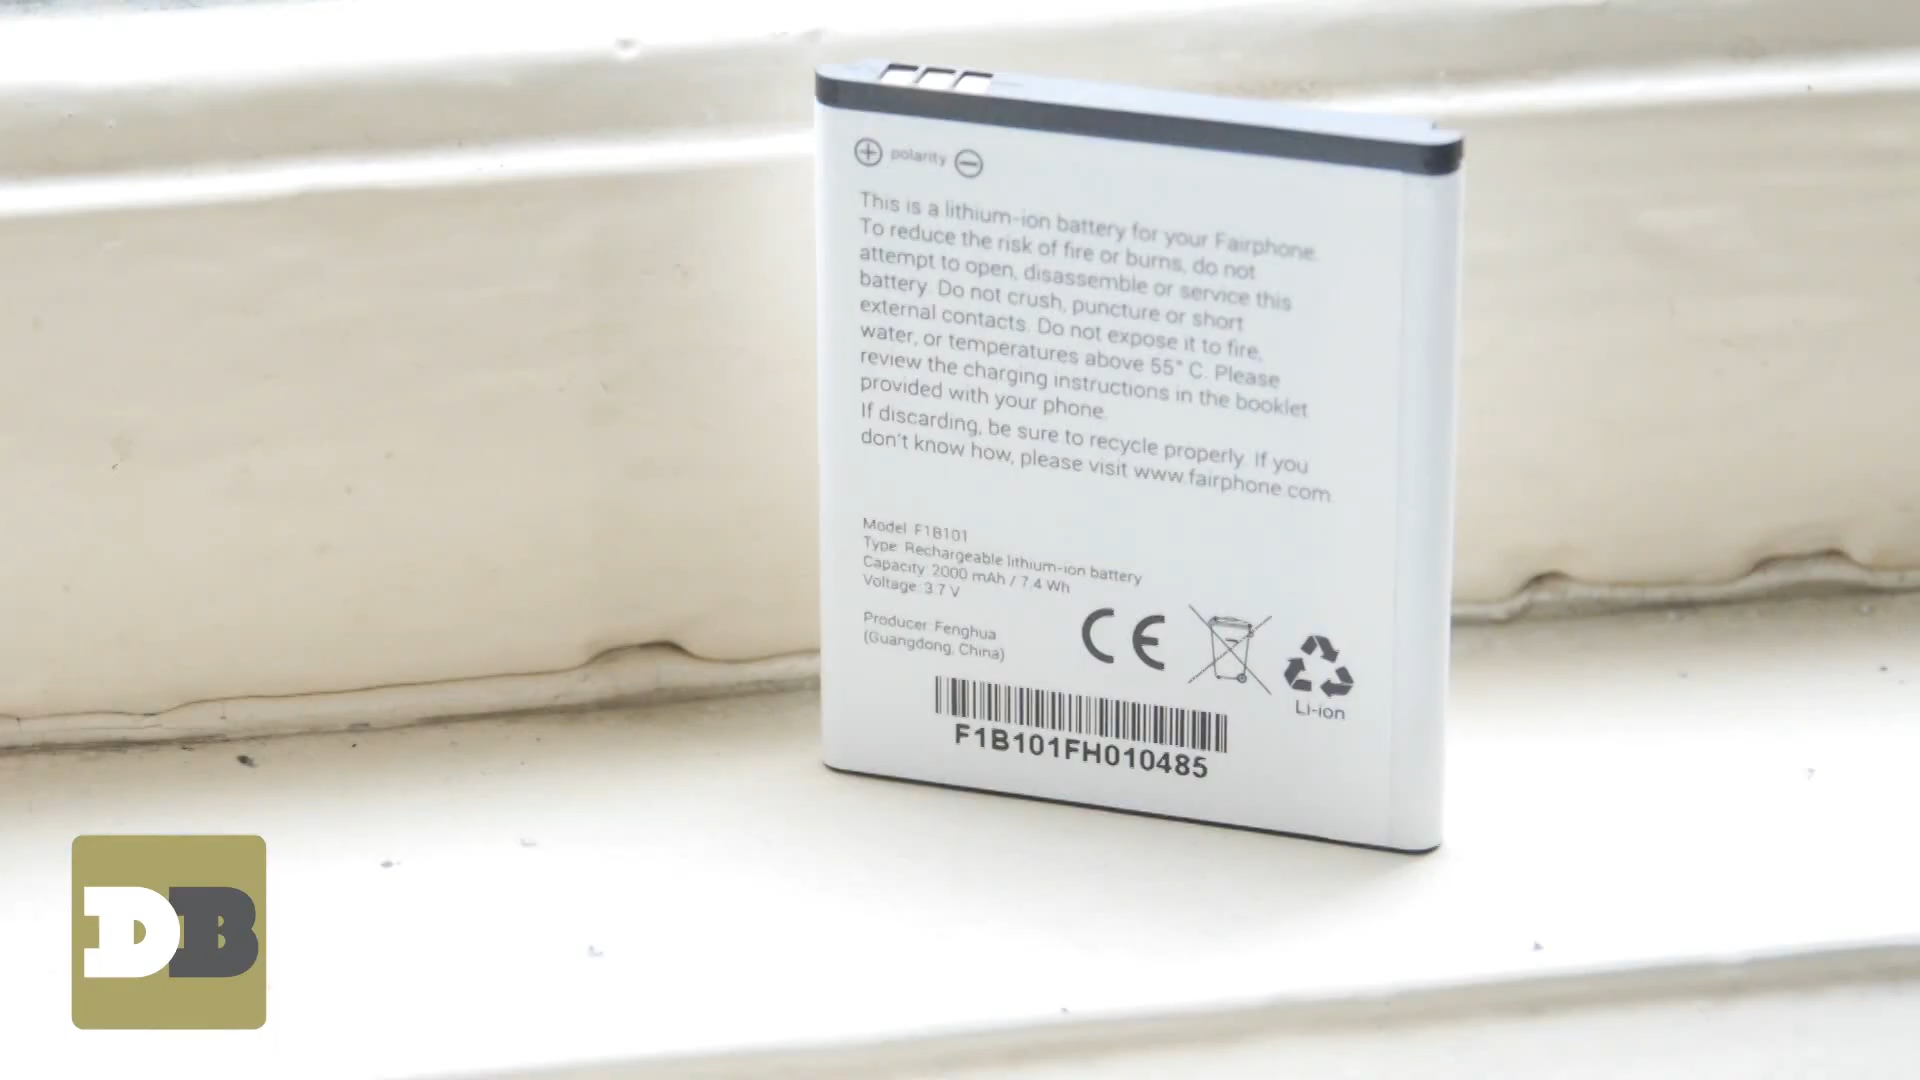 + polarity −
This is a lithium-ion battery for your Fairphone.
To reduce the risk of fire or burns, do not
attempt to open, disassemble or service this
battery. Do not crush, puncture or short
external contacts. Do not expose it to fire,
water, or temperatures above 55° C. Please
review the charging instructions in the booklet
provided with your phone.
If discarding, be sure to recycle properly. If you
don't know how, please visit www.fairphone.com
Model: F1B101
Type: Rechargeable lithium-ion battery
Capacity: 2000 mAh / 7.4 Wh
Voltage: 3.7 V
Producer: Fenghua
(Guangdong, China)
CE
Li-ion
F1B101FH010485
DB